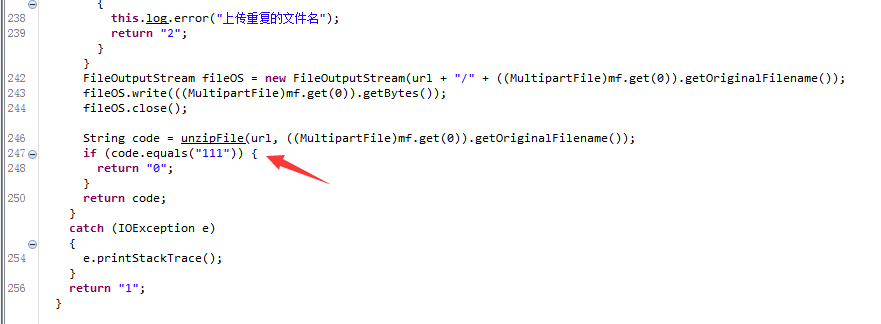 {
238 this.log.error("上传重复的文件名");
239 return "2";
}
}
242 FileOutputStream fileOS = new FileOutputStream(url + "/" + ((MultipartFile)mf.get(0)).getOriginalFilename());
243 fileOS.write(((MultipartFile)mf.get(0)).getBytes());
244 fileOS.close();
246 String code = unzipFile(url, ((MultipartFile)mf.get(0)).getOriginalFilename());
247 if (code.equals("111")) {
248 return "0";
}
250 return code;
}
catch (IOException e)
{
254 e.printStackTrace();
}
256 return "1";
}